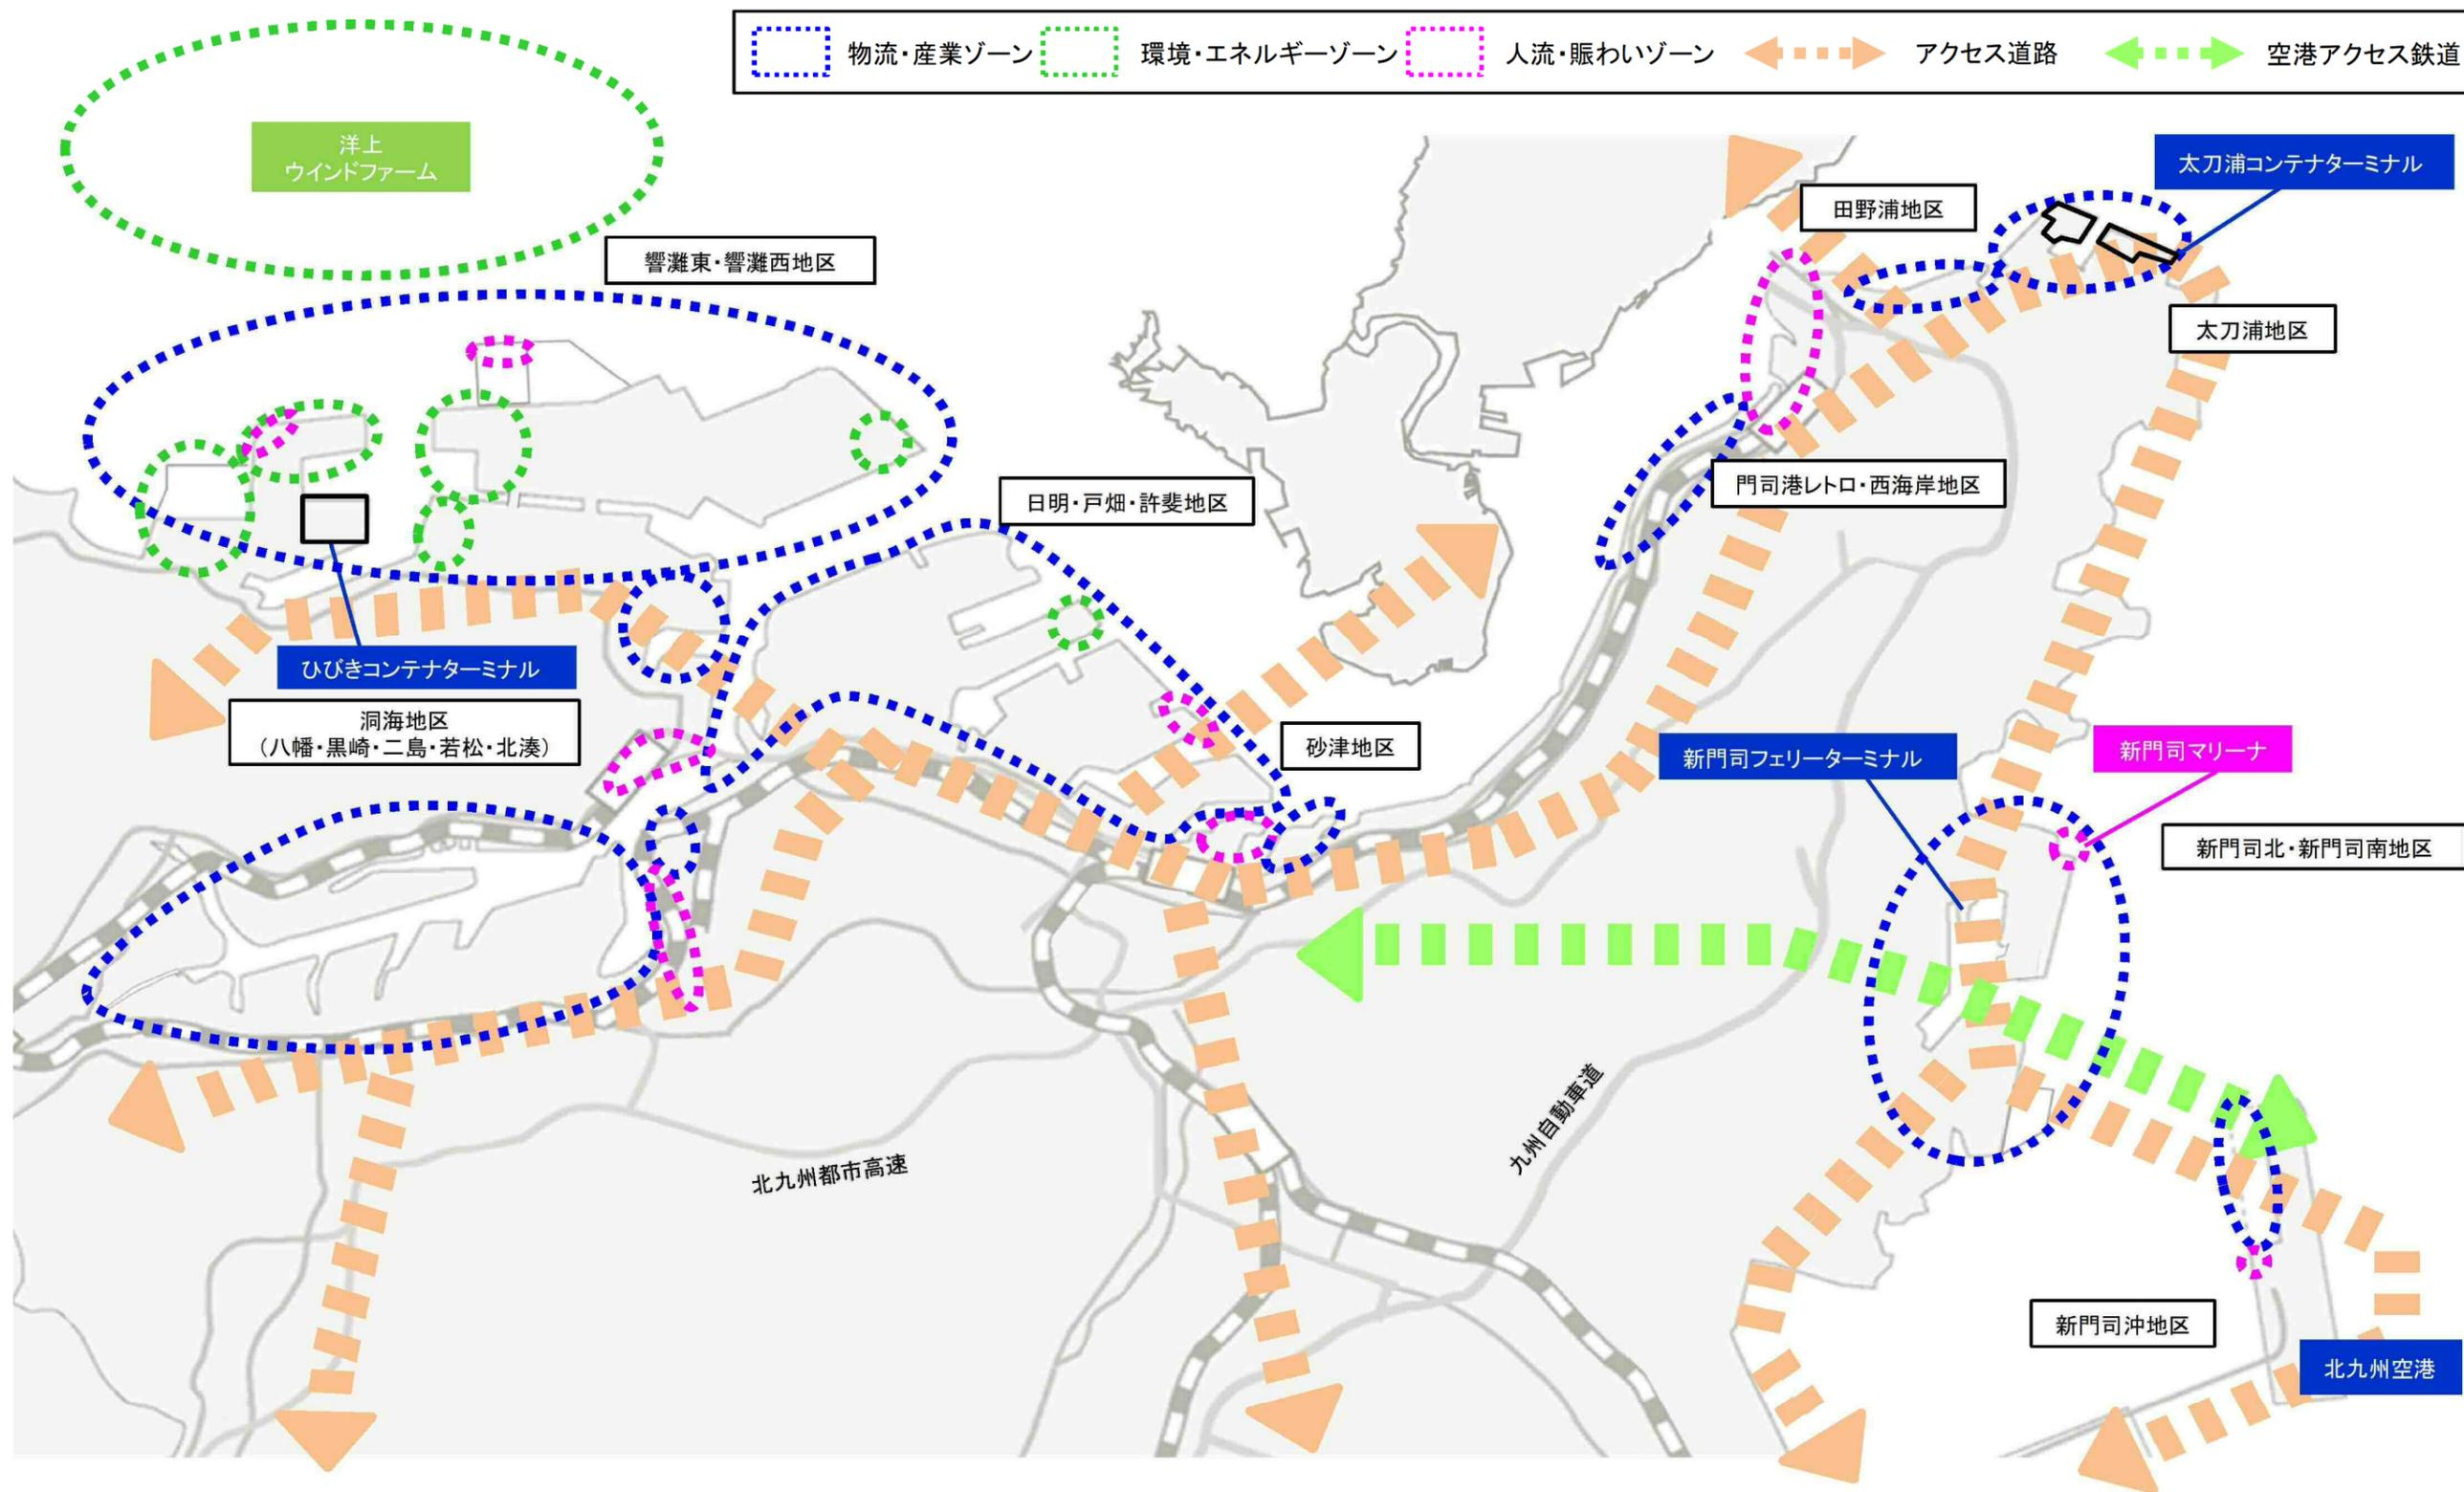 物流・産業ゾーン
環境・エネルギーゾーン
人流・賑わいゾーン
アクセス道路
空港アクセス鉄道
洋上
ウインドファーム
太刀浦コンテナターミナル
田野浦地区
響灘東・響灘西地区
太刀浦地区
門司港レトロ・西海岸地区
日明・戸畑・許斐地区
ひびきコンテナターミナル
洞海地区
（八幡・黒崎・二島・若松・北湊）
砂津地区
新門司フェリーターミナル
新門司マリーナ
新門司北・新門司南地区
九州自動車道
北九州都市高速
新門司沖地区
北九州空港